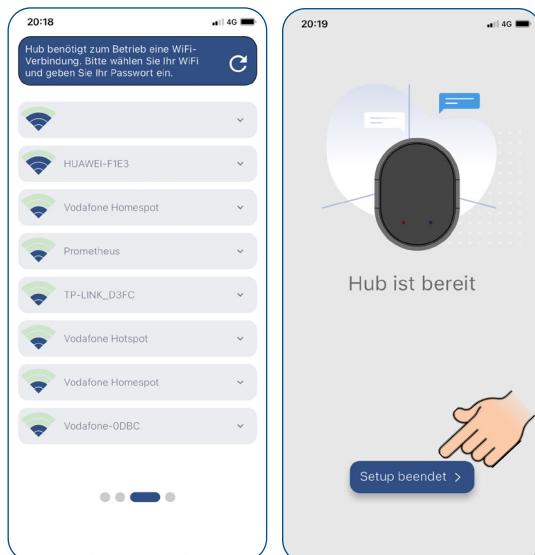 20:18
4G
Hub benötigt zum Betrieb eine WiFi-
Verbindung. Bitte wählen Sie Ihr WiFi
und geben Sie Ihr Passwort ein.
HUAWEI-F1E3
Vodafone Homespot
Prometheus
TP-LINK_D3FC
Vodafone Hotspot
Vodafone Homespot
Vodafone-0DBC
20:19
4G
Hub ist bereit
Setup beendet >